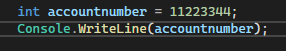 int accountnumber = 11223344;
Console.WriteLine(accountnumber);